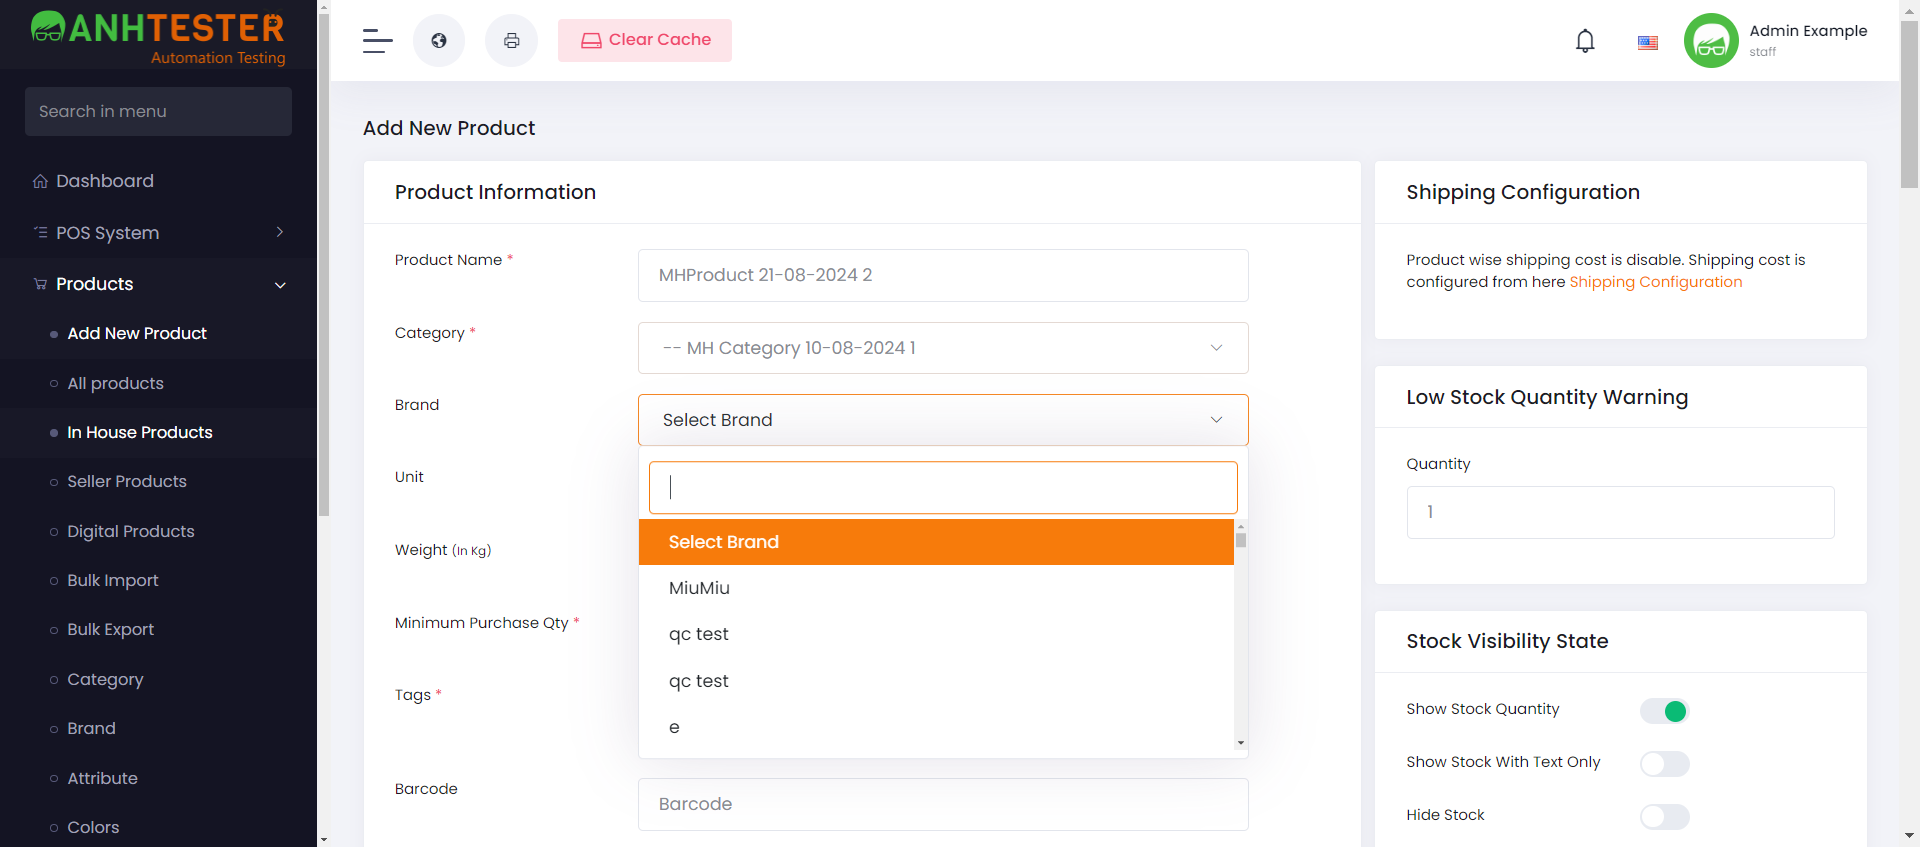 ANHTESTER
Automation Testing
Search in menu
Dashboard
POS System
Products
Add New Product
All products
In House Products
Seller Products
Digital Products
Bulk Import
Bulk Export
Category
Brand
Attribute
Colors
Clear Cache
Admin Example
staff
Add New Product
Product Information
Product Name *
MHProduct 21-08-2024 2
Category *
-- MH Category 10-08-2024 1
Brand
Select Brand
Select Brand
MiuMiu
qc test
qc test
e
Unit
Weight (In Kg)
Minimum Purchase Qty *
Tags *
Barcode
Barcode
Shipping Configuration
Product wise shipping cost is disable. Shipping cost is
configured from here Shipping Configuration
Low Stock Quantity Warning
Quantity
1
Stock Visibility State
Show Stock Quantity
Show Stock With Text Only
Hide Stock